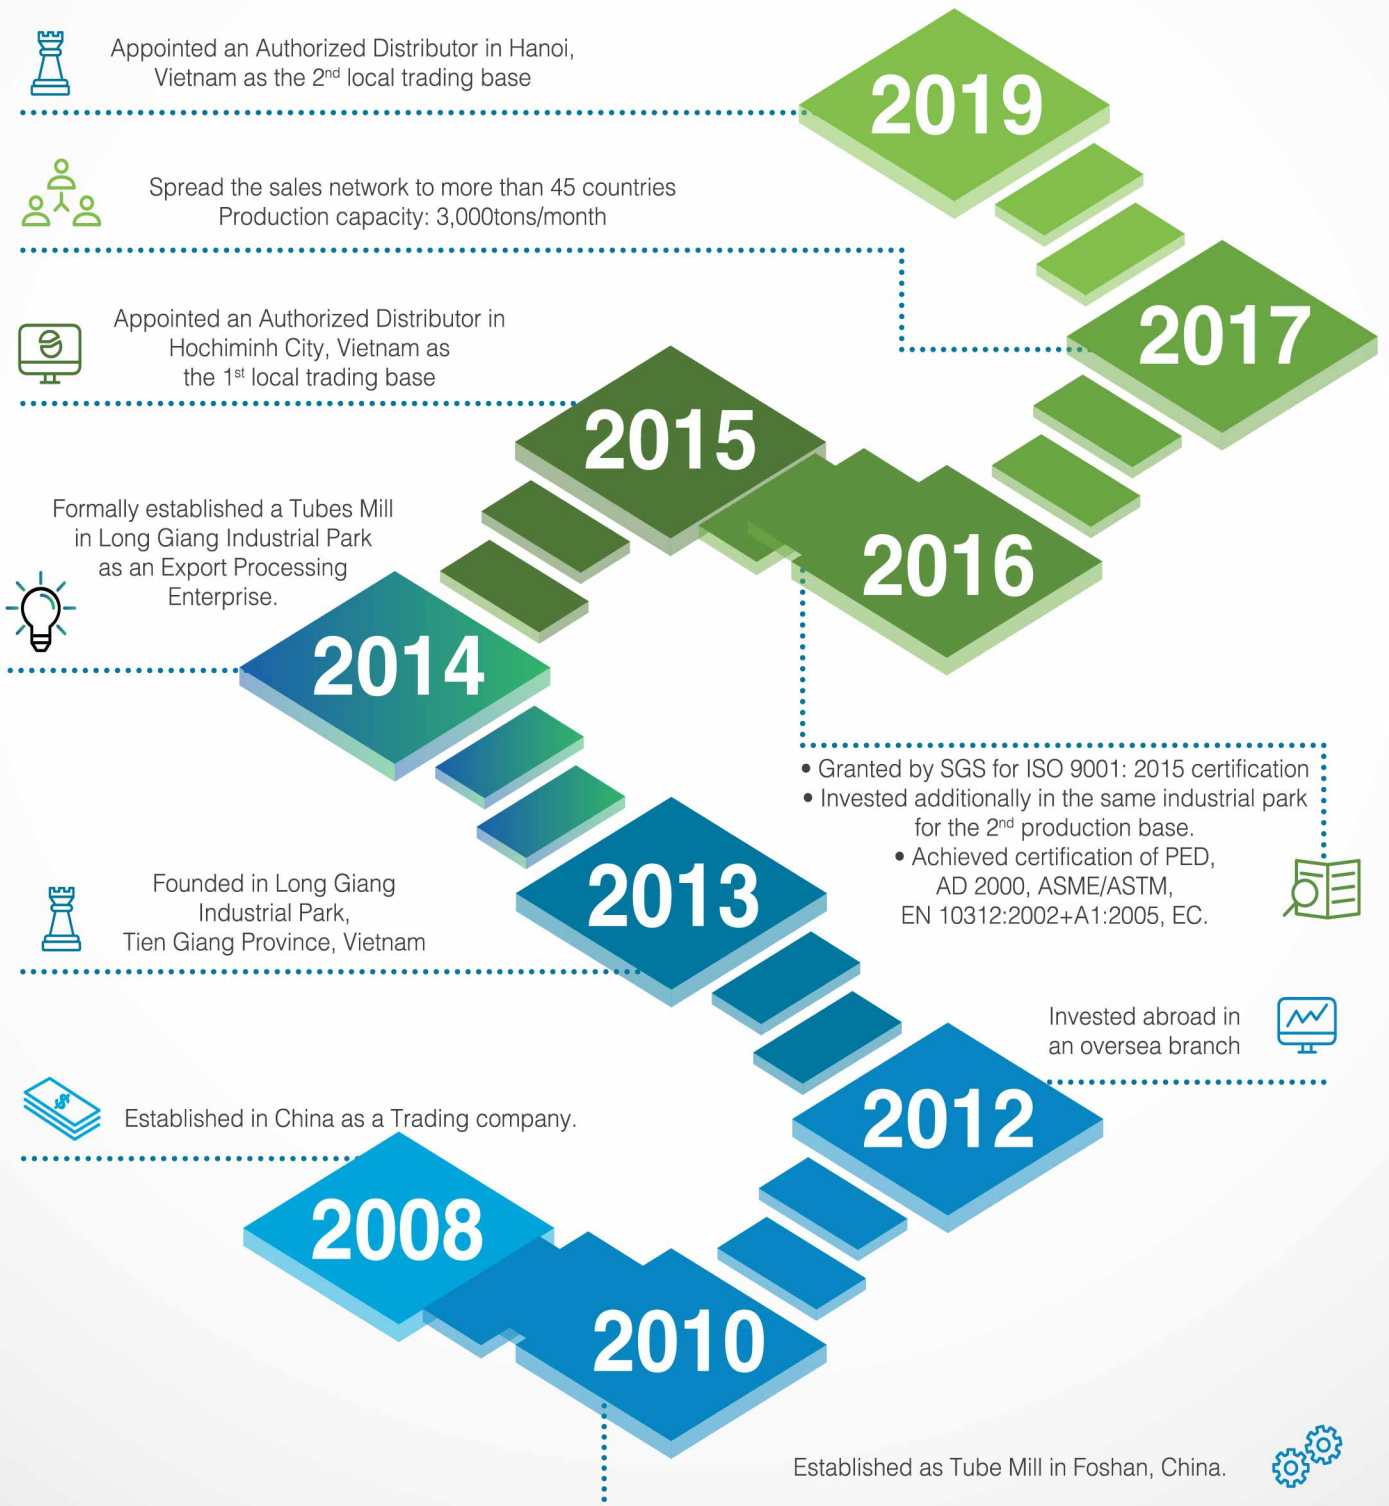 Appointed an Authorized Distributor in Hanoi,
Vietnam as the 2nd local trading base
2019
Spread the sales network to more than 45 countries
Production capacity: 3,000tons/month
2017
Appointed an Authorized Distributor in
Hochiminh City, Vietnam as
the 1st local trading base
2015
2016
• Granted by SGS for ISO 9001: 2015 certification
• Invested additionally in the same industrial park
for the 2nd production base.
• Achieved certification of PED,
AD 2000, ASME/ASTM,
EN 10312:2002+A1:2005, EC.
Formally established a Tubes Mill
in Long Giang Industrial Park
as an Export Processing
Enterprise.
2014
Founded in Long Giang
Industrial Park,
Tien Giang Province, Vietnam
2013
Invested abroad in
an oversea branch
2012
Established in China as a Trading company.
2008
2010
Established as Tube Mill in Foshan, China.
$